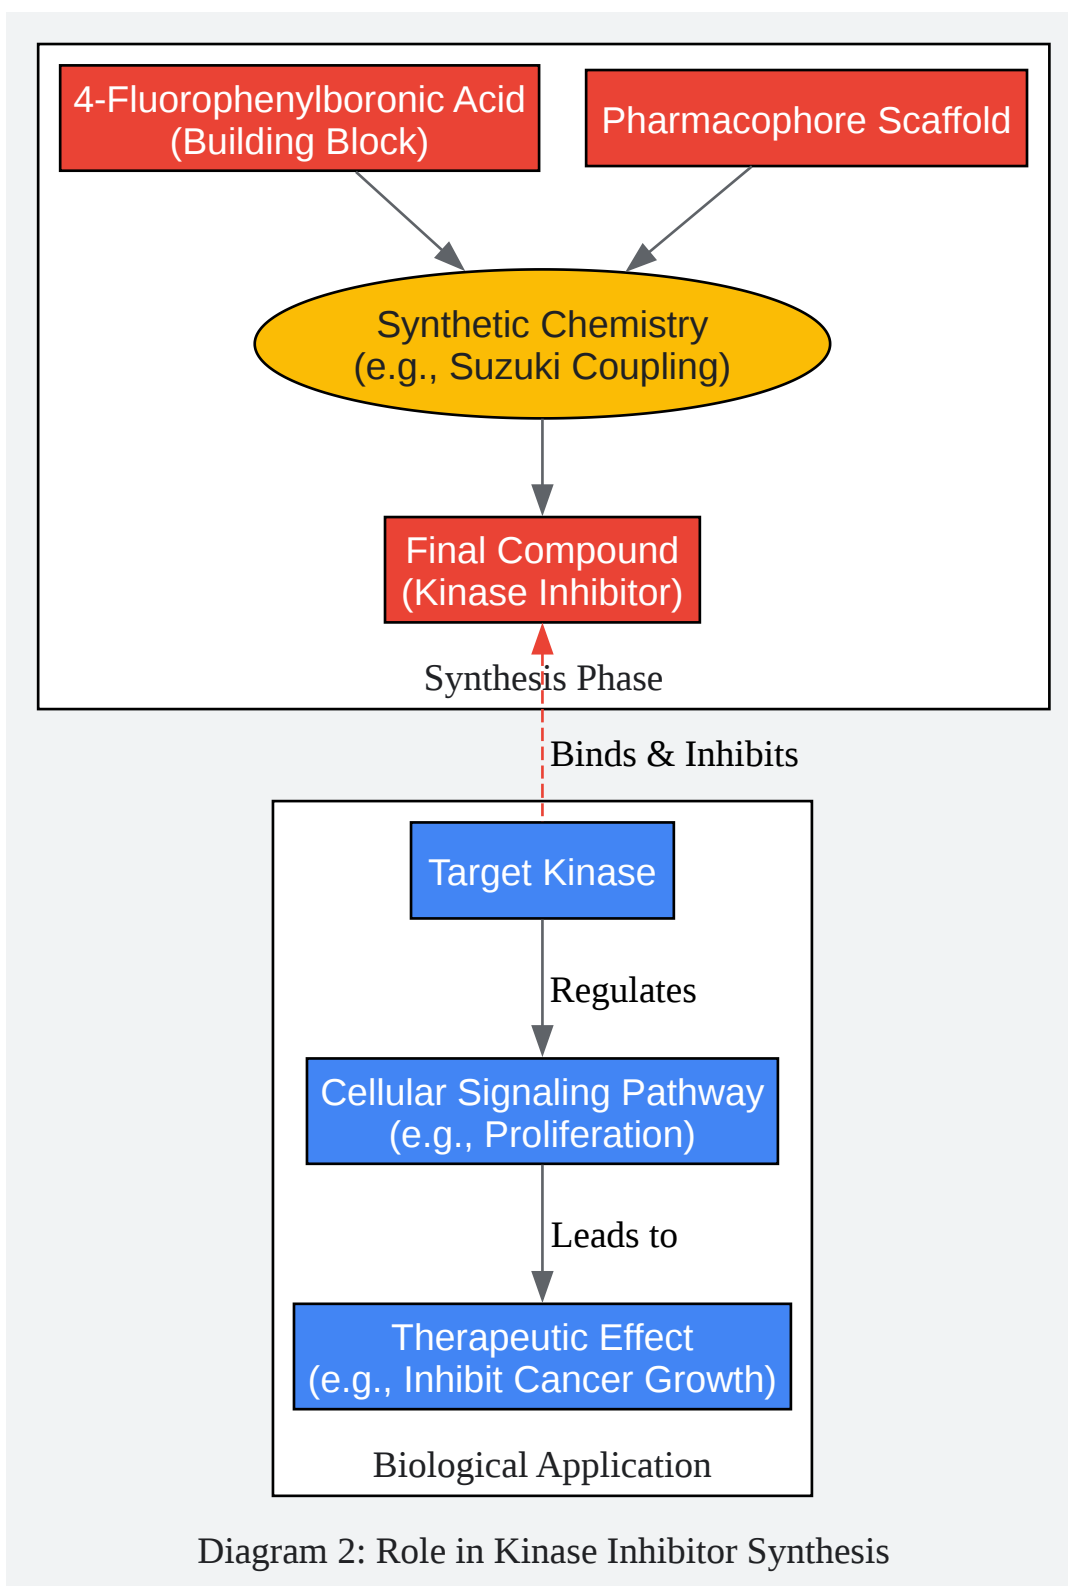 4-Fluorophenylboronic Acid
(Building Block)
Pharmacophore Scaffold
Synthetic Chemistry
(e.g., Suzuki Coupling)
Final Compound
(Kinase Inhibitor)
Synthesis Phase
Binds & Inhibits
Target Kinase
Regulates
Cellular Signaling Pathway
(e.g., Proliferation)
Leads to
Therapeutic Effect
(e.g., Inhibit Cancer Growth)
Biological Application
Diagram 2: Role in Kinase Inhibitor Synthesis